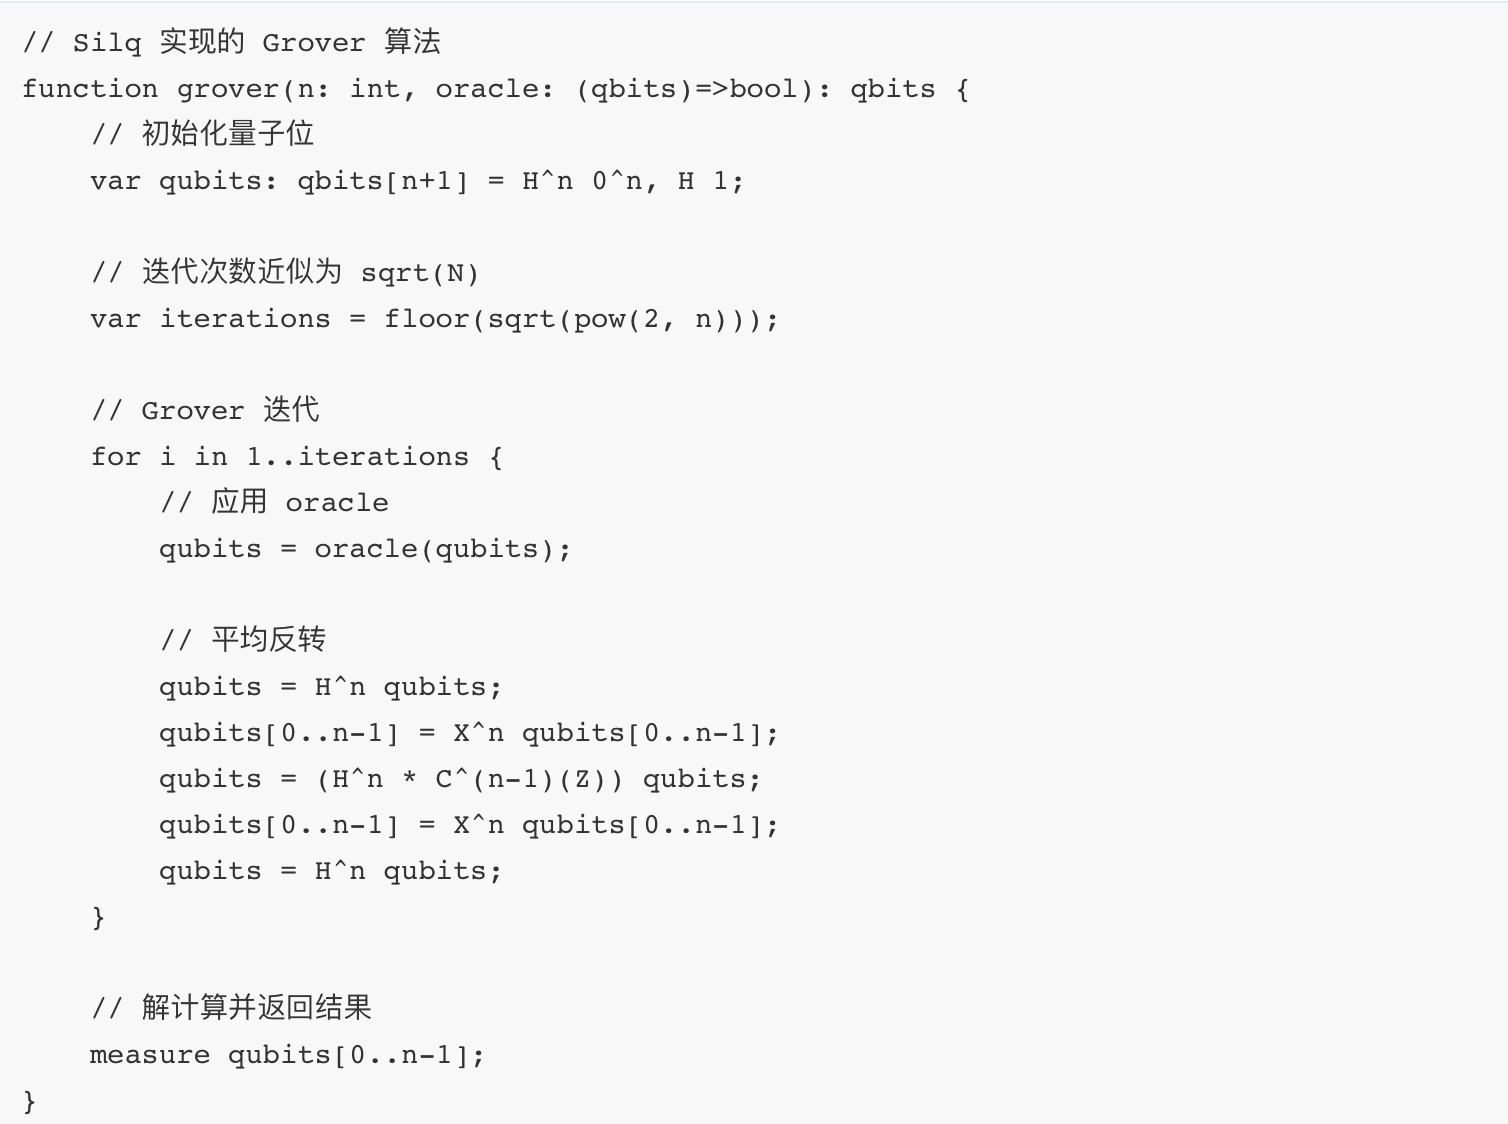 // Silq 实现的 Grover 算法
function grover(n: int, oracle: (qbits)=>bool): qbits {
    // 初始化量子位
    var qubits: qbits[n+1] = H^n 0^n, H 1;

    // 迭代次数近似为 sqrt(N)
    var iterations = floor(sqrt(pow(2, n)));

    // Grover 迭代
    for i in 1..iterations {
        // 应用 oracle
        qubits = oracle(qubits);

        // 平均反转
        qubits = H^n qubits;
        qubits[0..n-1] = X^n qubits[0..n-1];
        qubits = (H^n * C^(n-1)(Z)) qubits;
        qubits[0..n-1] = X^n qubits[0..n-1];
        qubits = H^n qubits;
    }

    // 解计算并返回结果
    measure qubits[0..n-1];
}